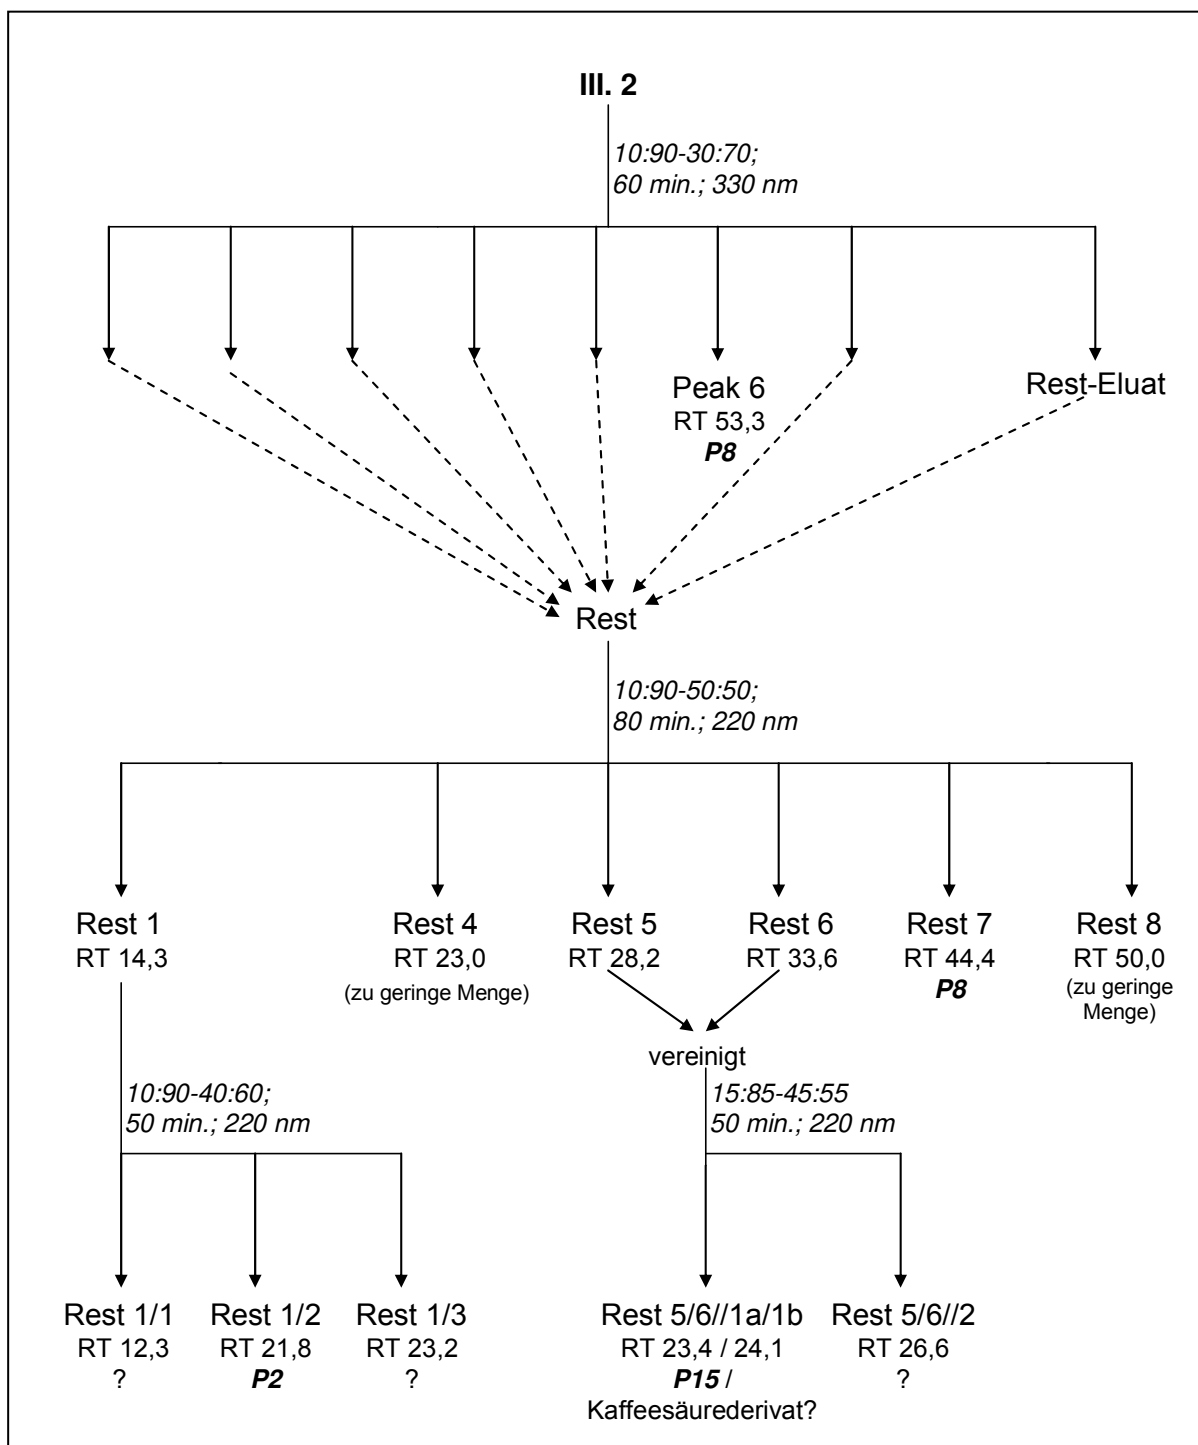 III. 2
10:90-30:70;
60 min.; 330 nm
Peak 6
RT 53,3
P8
Rest-Eluat
Rest
10:90-50:50;
80 min.; 220 nm
Rest 1
RT 14,3
Rest 4
RT 23,0
(zu geringe Menge)
Rest 5
RT 28,2
Rest 6
RT 33,6
Rest 7
RT 44,4
P8
Rest 8
RT 50,0
(zu geringe
Menge)
vereinigt
10:90-40:60;
50 min.; 220 nm
15:85-45:55
50 min.; 220 nm
Rest 1/1
RT 12,3
?
Rest 1/2
RT 21,8
P2
Rest 1/3
RT 23,2
?
Rest 5/6//1a/1b
RT 23,4 / 24,1
P15 /
Kaffeesäurederivat?
Rest 5/6//2
RT 26,6
?